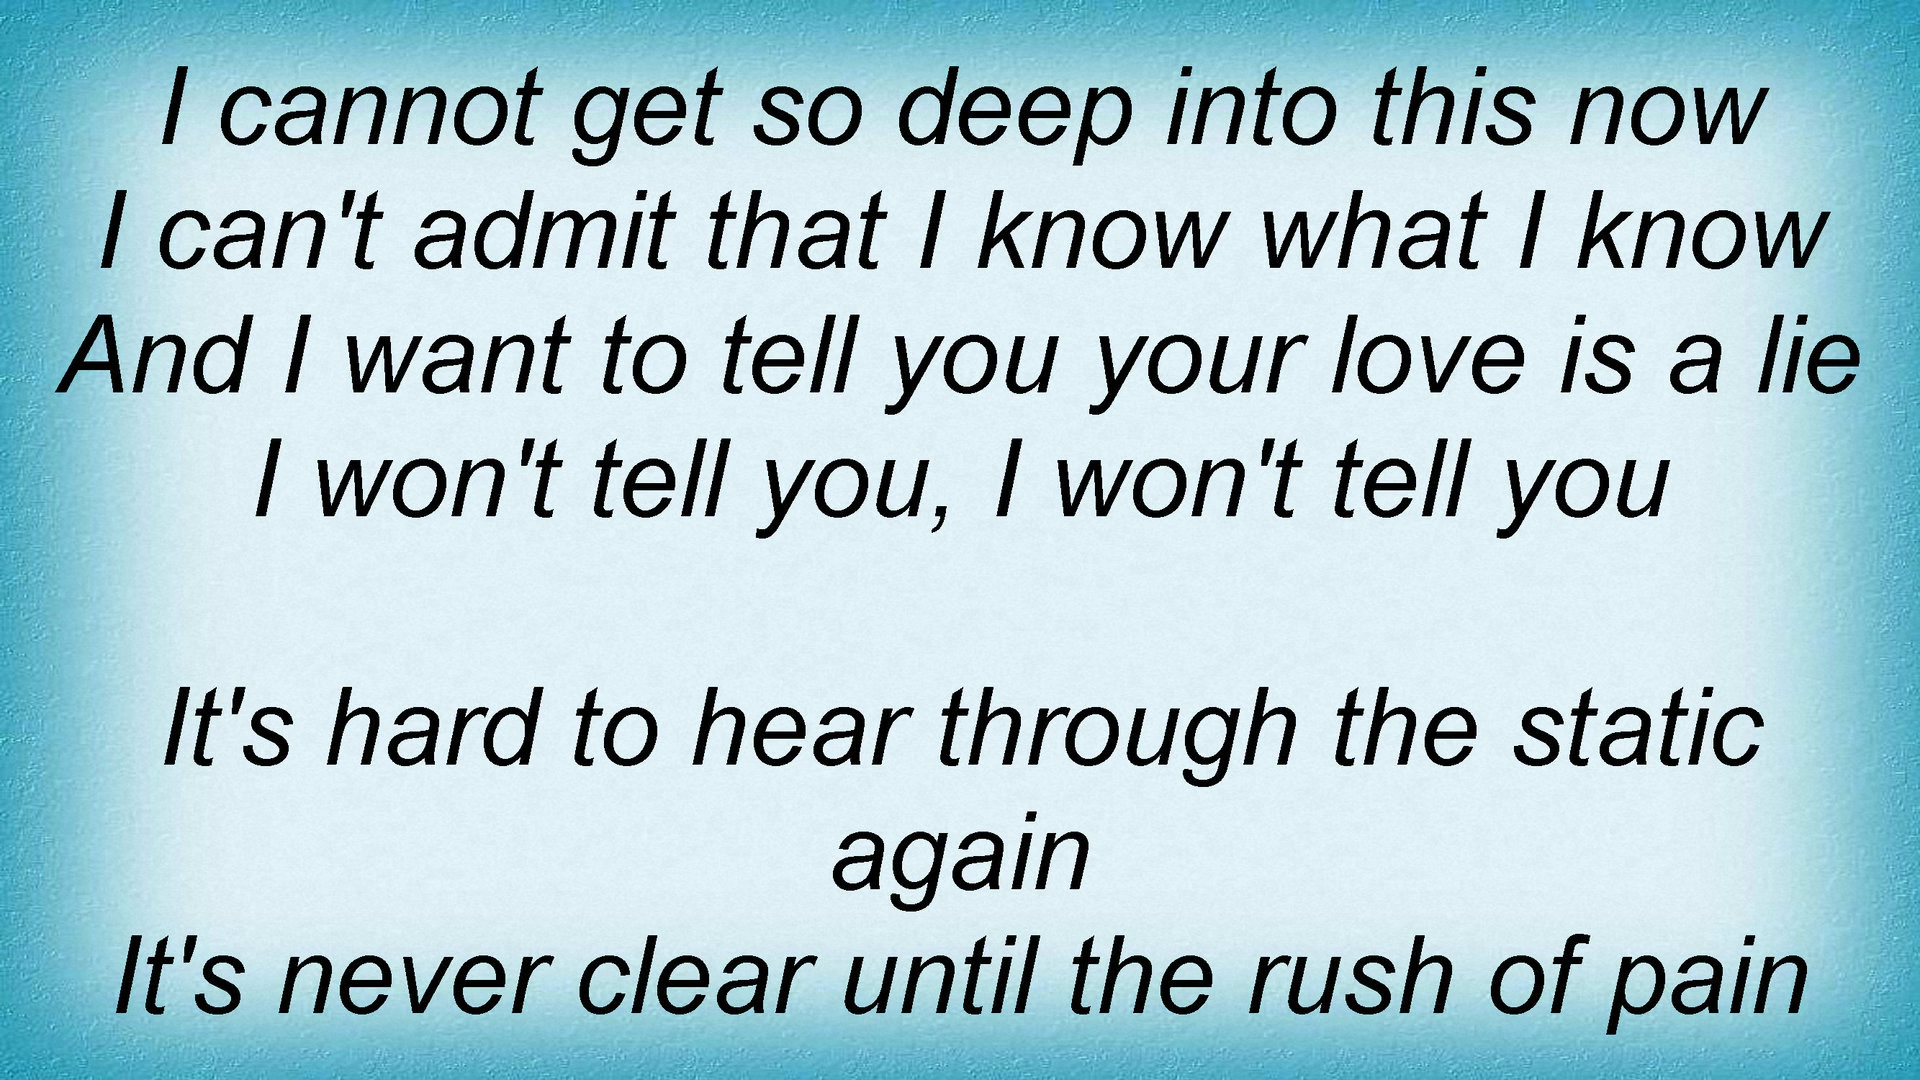 I cannot get so deep into this now
I can't admit that I know what I know
And I want to tell you your love is a lie
I won't tell you, I won't tell you
It's hard to hear through the static
again
It's never clear until the rush of pain